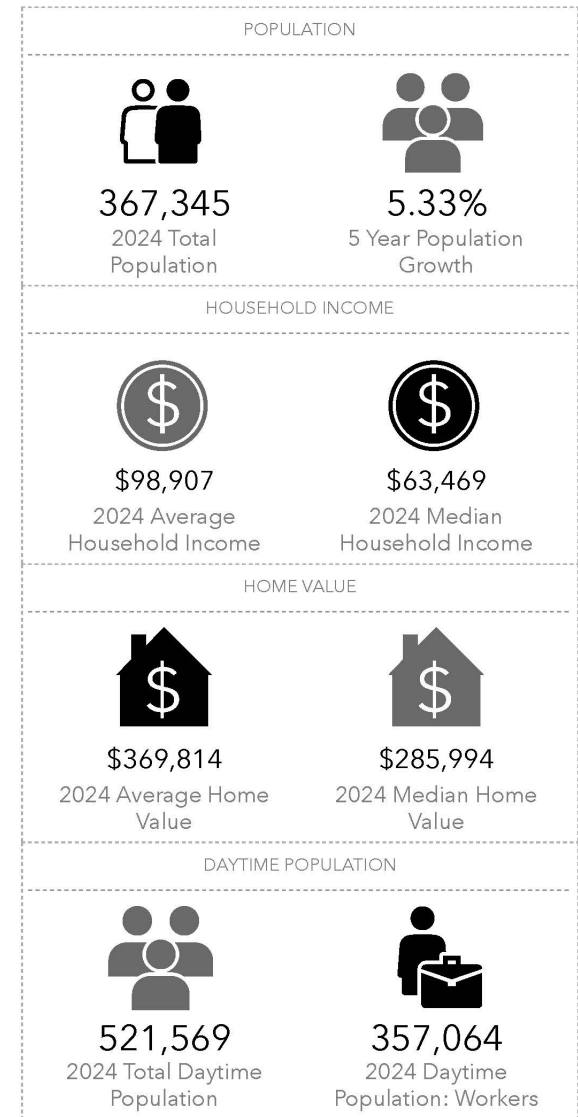 POPULATION
367,345
2024 Total
Population
5.33%
5 Year Population
Growth
HOUSEHOLD INCOME
$
$98,907
2024 Average
Household Income
$
$63,469
2024 Median
Household Income
HOME VALUE
$
$369,814
2024 Average Home
Value
$
$285,994
2024 Median Home
Value
DAYTIME POPULATION
521,569
2024 Total Daytime
Population
357,064
2024 Daytime
Population: Workers